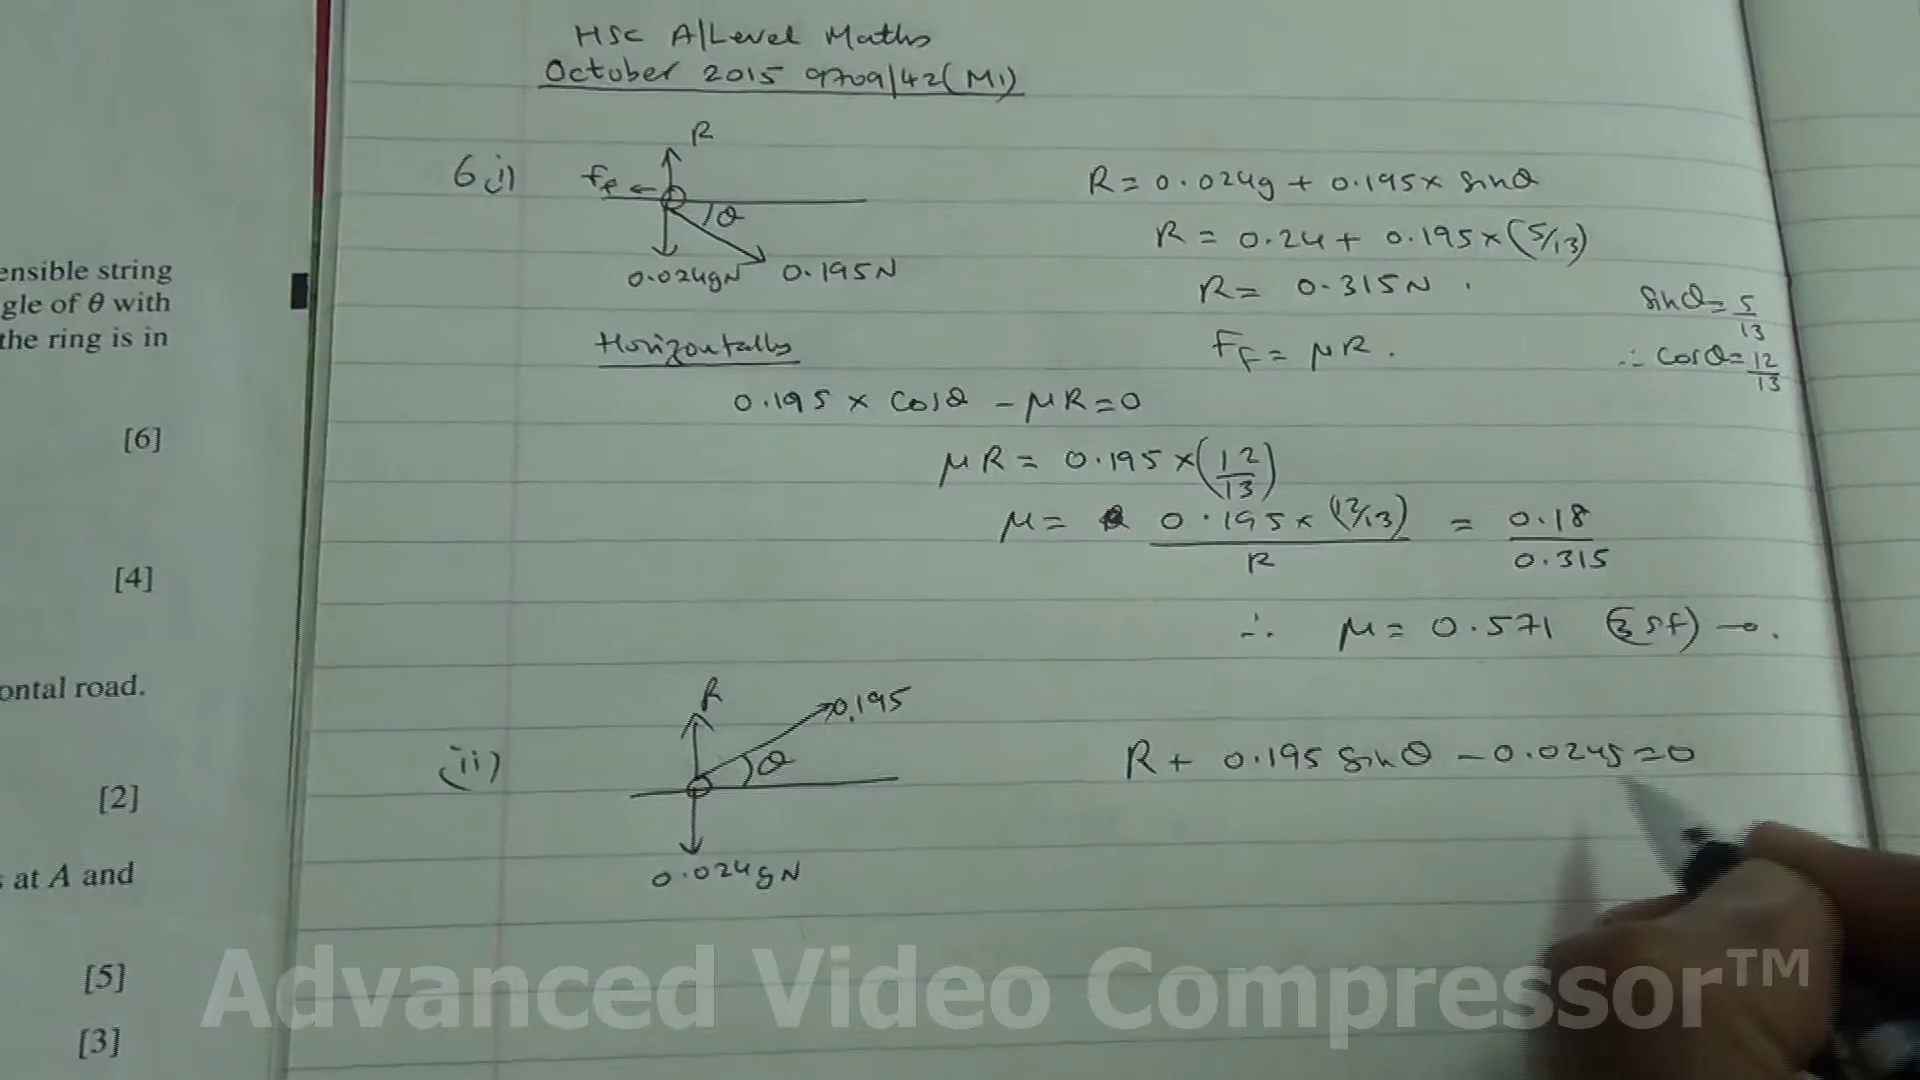 HSC A/Level Maths
October 2015 9709/42(M1)
ensible string
gle of θ with
the ring is in
[6]
[4]
ontal road.
[2]
at A and
[5]
[3]
6 i)
R
FF
θ
0.024gN 0.195N
R = 0.024g + 0.195 x sinθ
R = 0.24 + 0.195 x (5/13)
R = 0.315N .
sinθ = 5/13
∴ cosθ = 12/13
Horizontally
FF = μR .
0.195 x cosθ - μR = 0
μR = 0.195 x (12/13)
μ = 0.195 x (12/13) / R = 0.18 / 0.315
∴ μ = 0.571 (3 sf)
(ii)
R
0.195
θ
0.024gN
R + 0.195 sinθ - 0.024g = 0
Advanced Video Compressor™